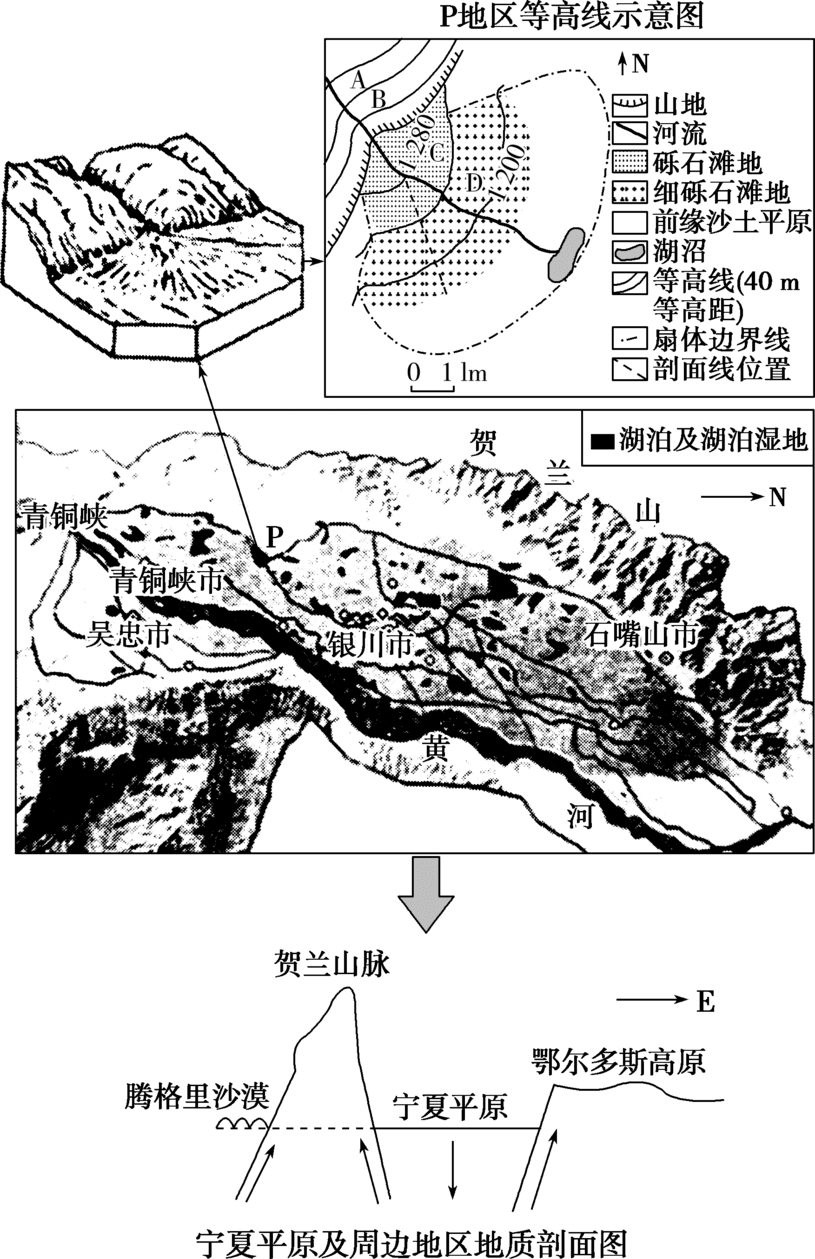 P地区等高线示意图
N
A
B
C
D
1 280
1 200
山地
河流
砾石滩地
细砾石滩地
前缘沙土平原
湖沼
等高线(40 m
等高距)
扇体边界线
剖面线位置
0 1 lm
贺兰山
湖泊及湖泊湿地
N
青铜峡
P
青铜峡市
吴忠市
银川市
石嘴山市
黄河
贺兰山脉
E
鄂尔多斯高原
腾格里沙漠
宁夏平原
宁夏平原及周边地区地质剖面图